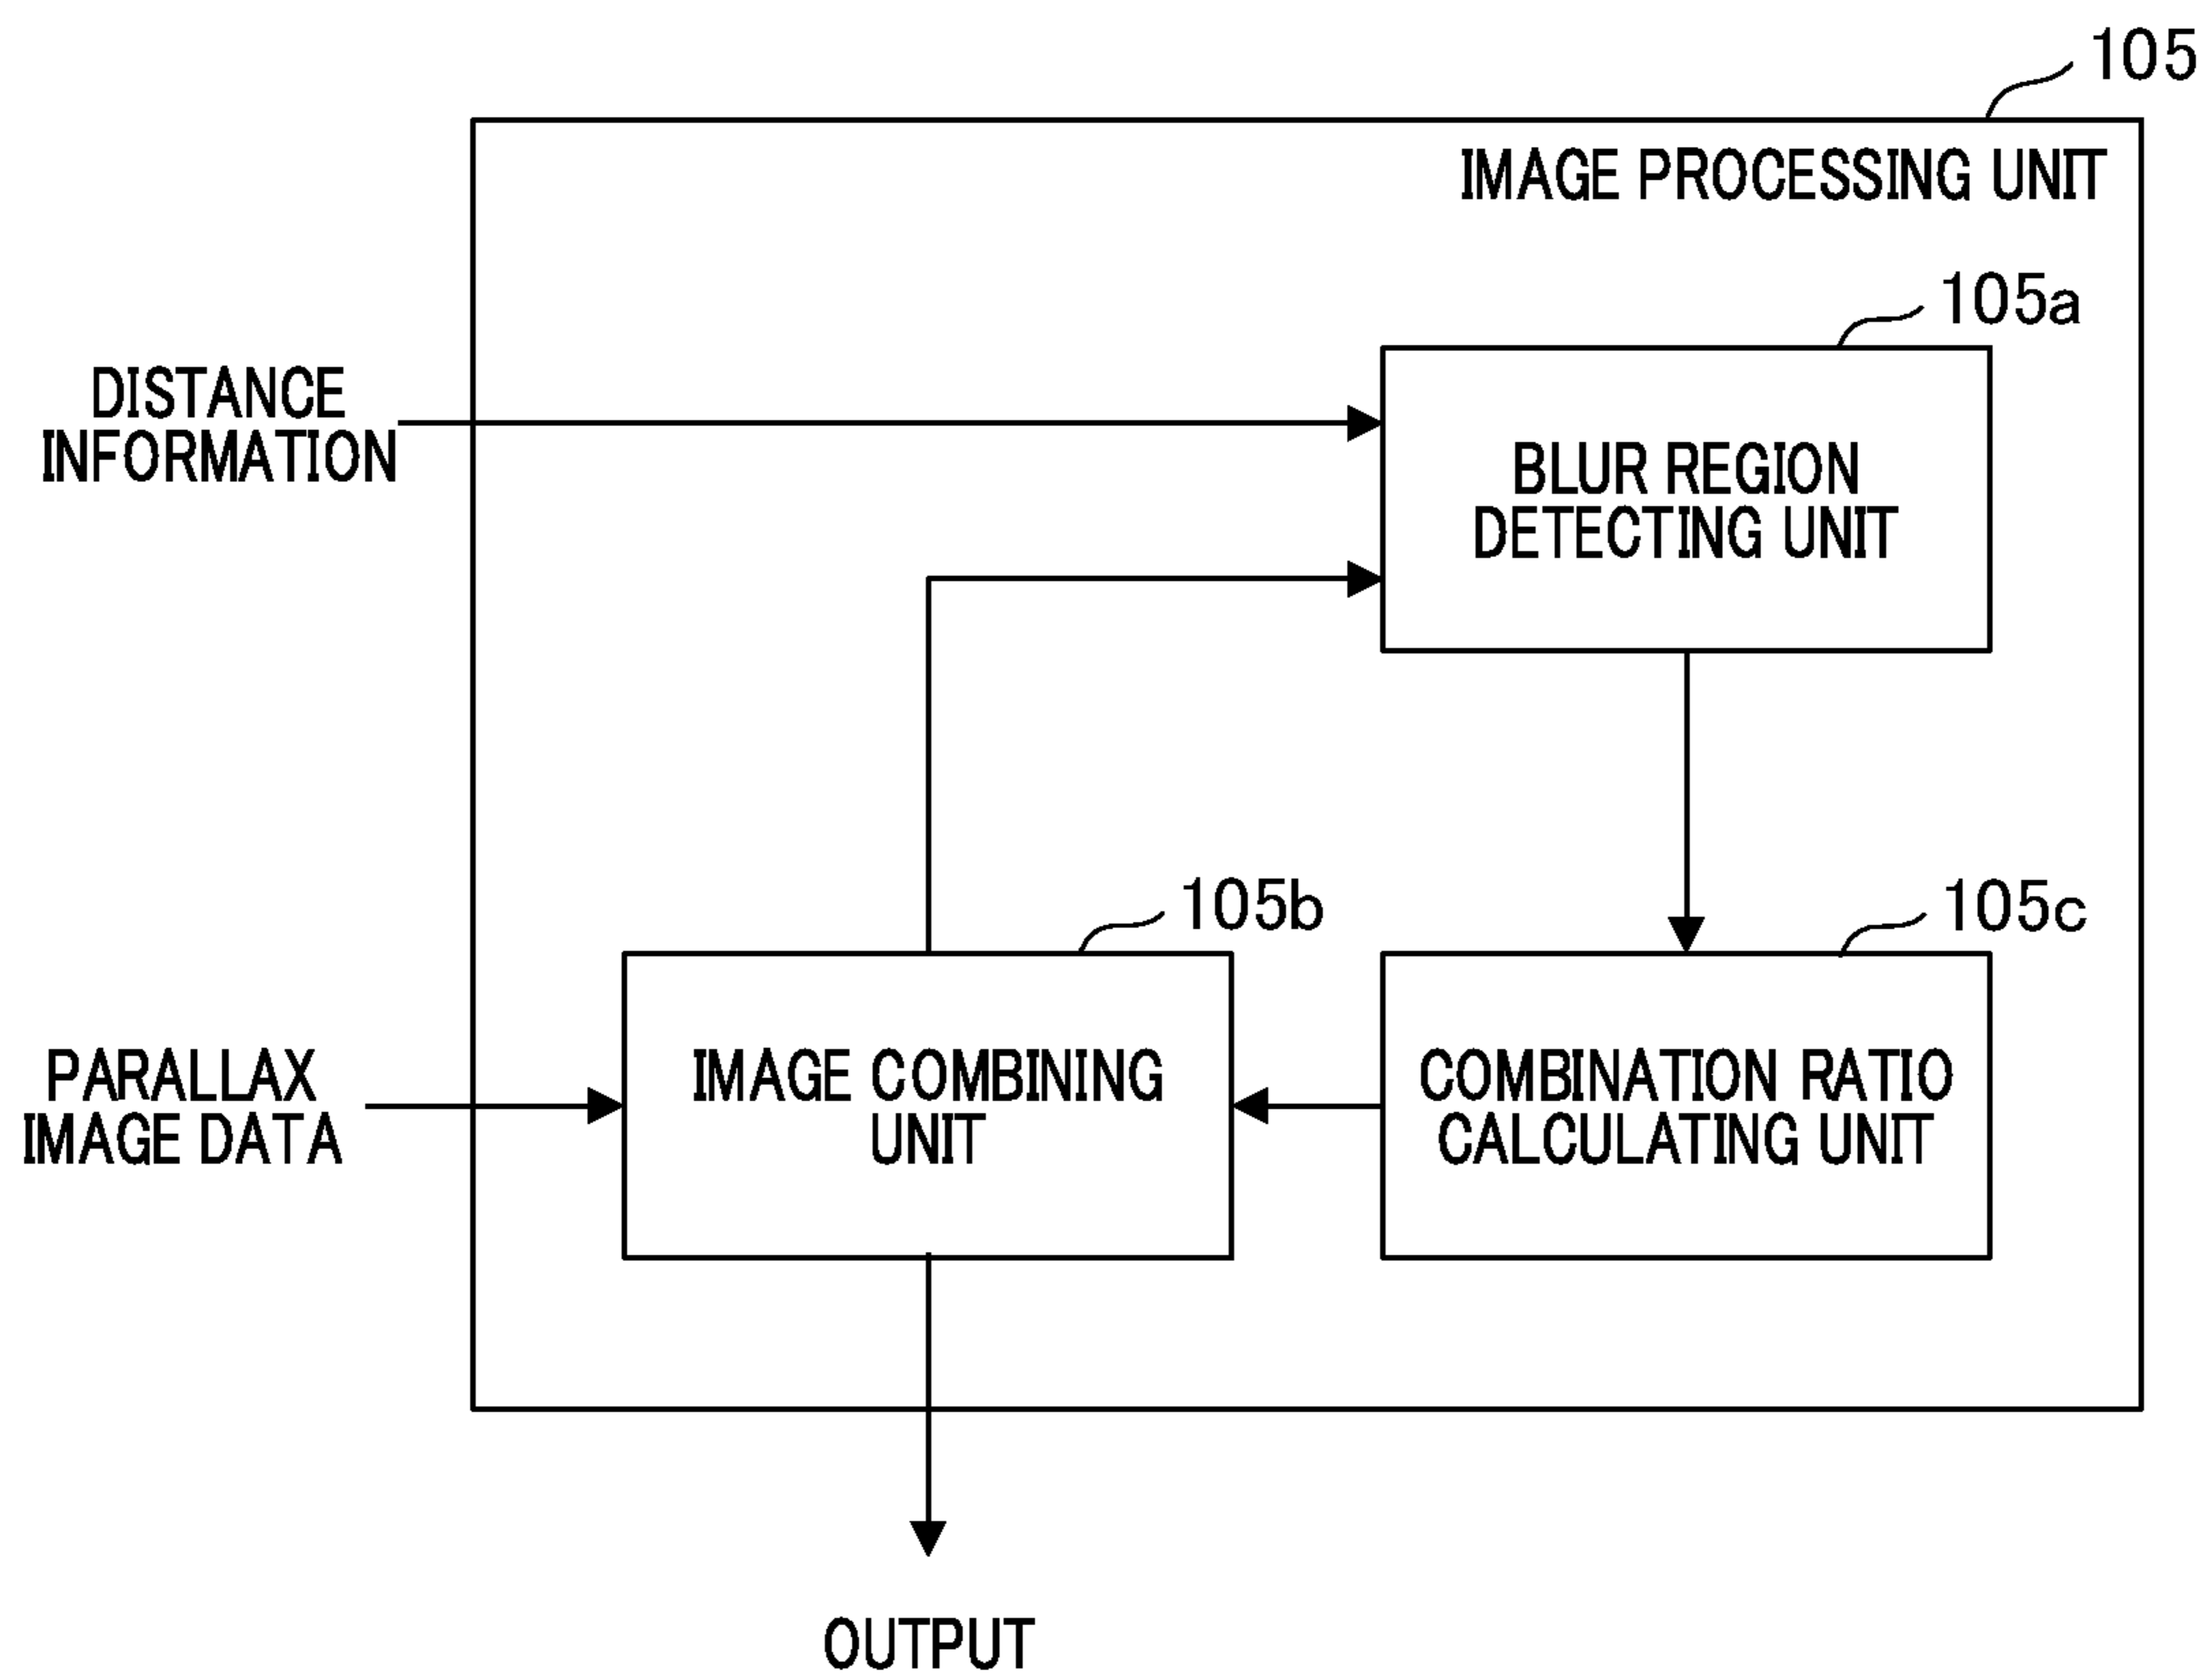 105
IMAGE PROCESSING UNIT
105a
DISTANCE
INFORMATION
BLUR REGION
DETECTING UNIT
105b
105c
PARALLAX
IMAGE DATA
IMAGE COMBINING
UNIT
COMBINATION RATIO
CALCULATING UNIT
OUTPUT